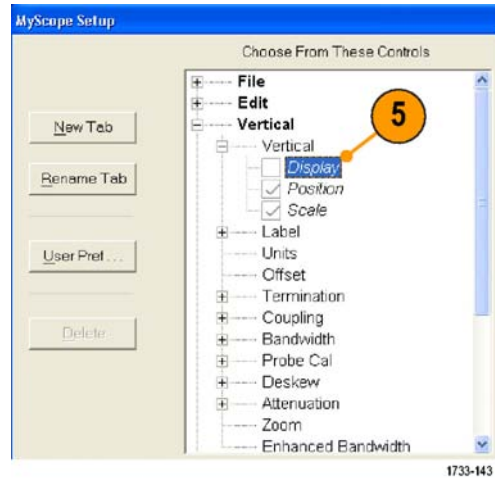 MyScope Setup
Choose From These Controls
File
Edit
Vertical
5
Vertical
New Tab
Display
Rename Tab
Position
Scale
Label
User Pref . . .
Units
Offset
Termination
Delete
Coupling
Bandwidth
Probe Cal
Deskew
Attenuation
Zoom
Enhanced Bandwidth
1733-143